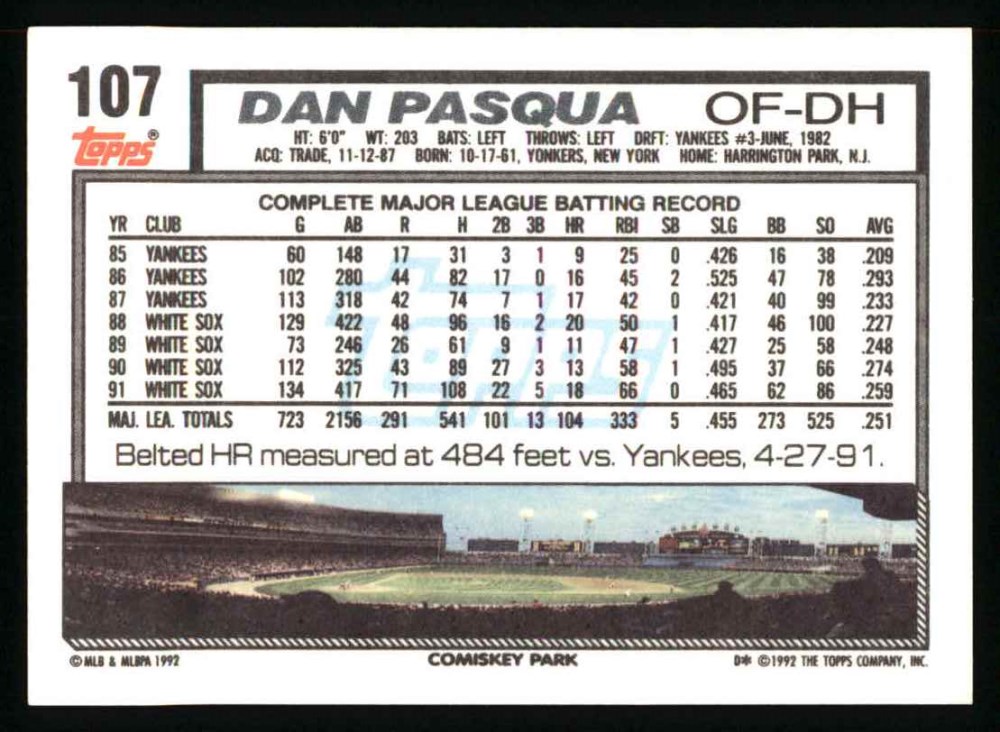 107
Topps®
DAN PASQUA OF-DH
HT: 6'0" WT: 203 BATS: LEFT THROWS: LEFT DRFT: YANKEES #3-JUNE, 1982
ACQ: TRADE, 11-12-87 BORN: 10-17-61, YONKERS, NEW YORK HOME: HARRINGTON PARK, N.J.
COMPLETE MAJOR LEAGUE BATTING RECORD
YR CLUB G AB R H 2B 3B HR RBI SB SLG BB SO AVG
85 YANKEES 60 148 17 31 3 1 9 25 0 .426 16 38 .209
86 YANKEES 102 280 44 82 17 0 16 45 2 .525 47 78 .293
87 YANKEES 113 318 42 74 7 1 17 42 0 .421 40 99 .233
88 WHITE SOX 129 422 48 96 16 2 20 50 1 .417 46 100 .227
89 WHITE SOX 73 246 26 61 9 1 11 47 1 .427 25 58 .248
90 WHITE SOX 112 325 43 89 27 3 13 58 1 .495 37 66 .274
91 WHITE SOX 134 417 71 108 22 5 18 66 0 .465 62 86 .259
MAJ. LEA. TOTALS 723 2156 291 541 101 13 104 333 5 .455 273 525 .251
topps
Belted HR measured at 484 feet vs. Yankees, 4-27-91.
© MLB & MLBPA 1992 COMISKEY PARK D* ©1992 THE TOPPS COMPANY, INC.